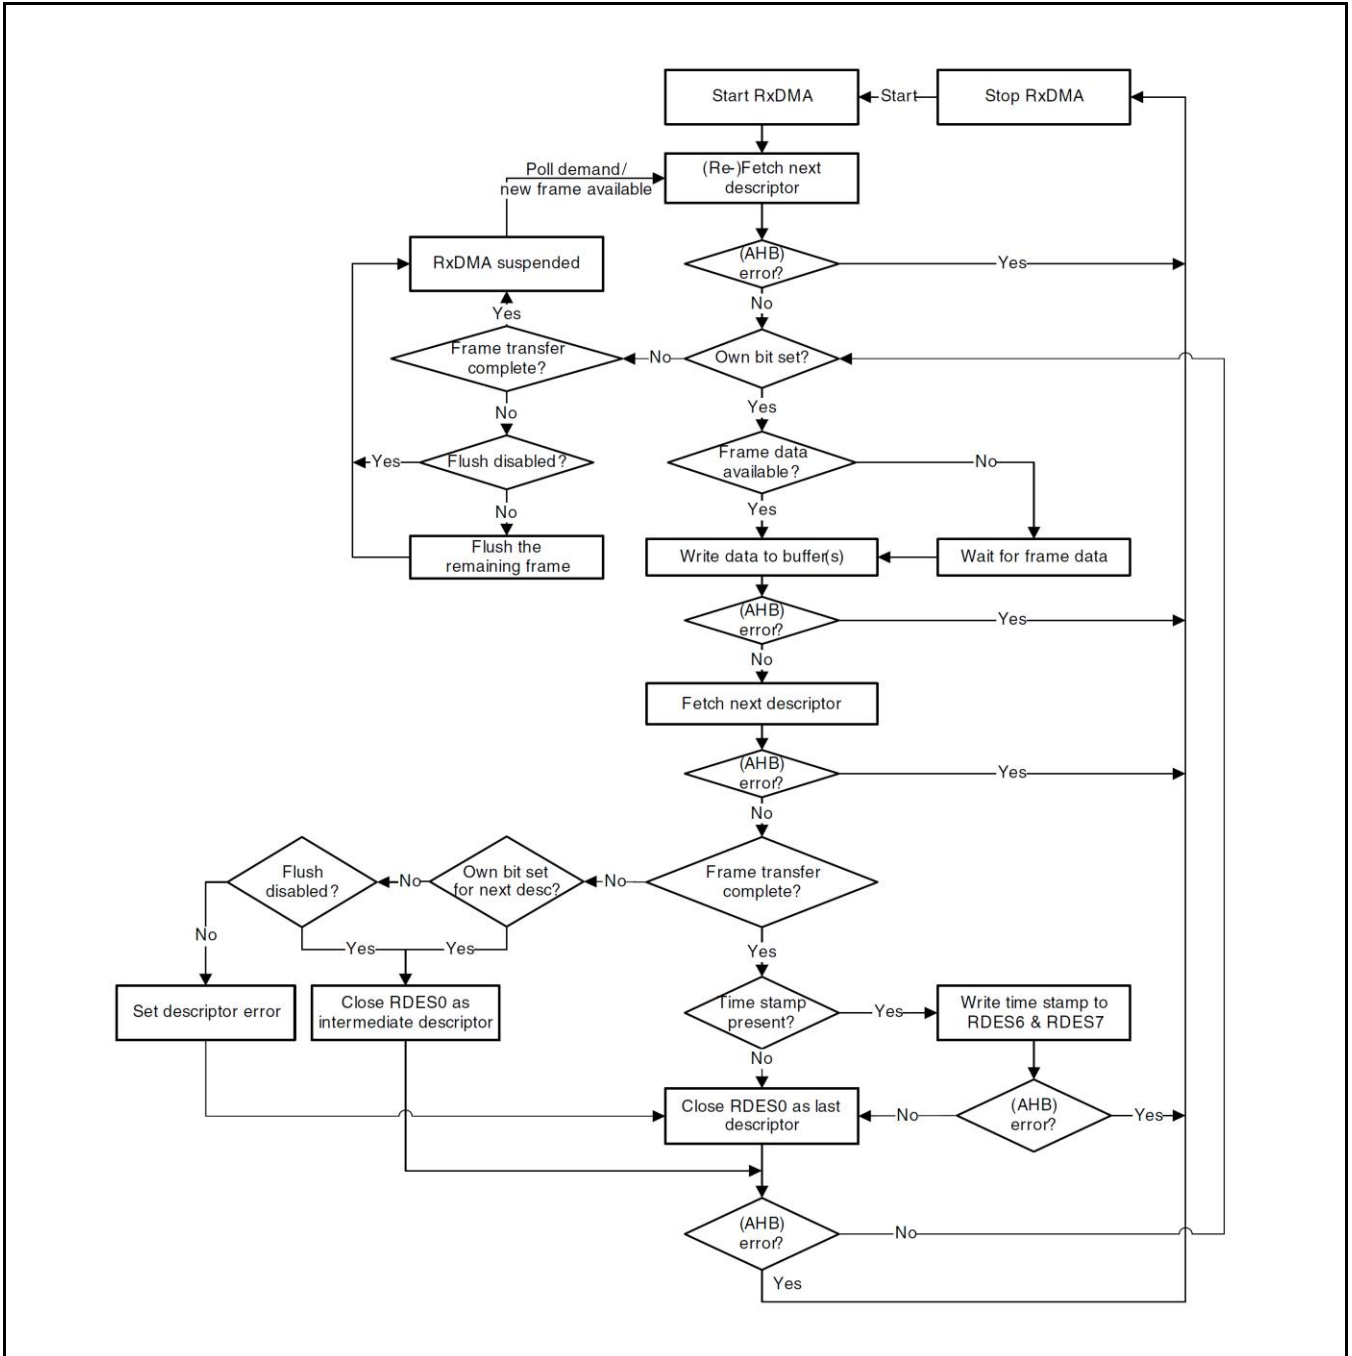 Start RxDMA
Start
Stop RxDMA
Poll demand/
new frame available
(Re-)Fetch next
descriptor
RxDMA suspended
(AHB)
error?
Yes
No
Yes
Frame transfer
complete?
No
Own bit set?
No
Yes
Yes
Flush disabled?
Frame data
available?
No
No
Yes
Flush the
remaining frame
Write data to buffer(s)
Wait for frame data
(AHB)
error?
Yes
No
Fetch next descriptor
(AHB)
error?
Yes
No
Flush
disabled?
No
Own bit set
for next desc?
No
Frame transfer
complete?
No
Yes
Yes
Yes
Set descriptor error
Close RDES0 as
intermediate descriptor
Time stamp
present?
Yes
Write time stamp to
RDES6 & RDES7
No
Close RDES0 as last
descriptor
No
(AHB)
error?
Yes
(AHB)
error?
No
Yes